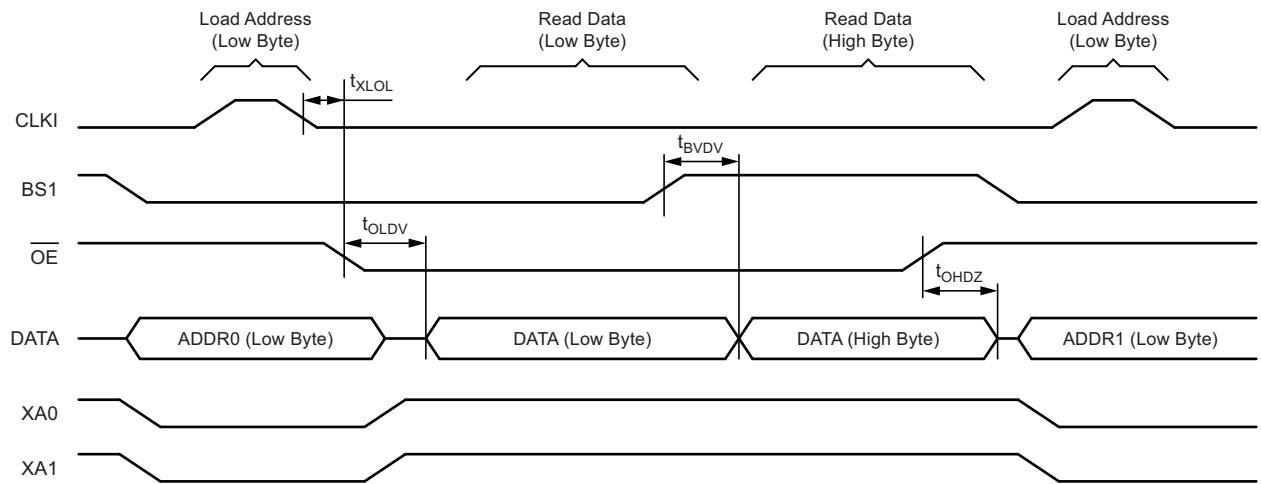 Load Address
(Low Byte)
Read Data
(Low Byte)
Read Data
(High Byte)
Load Address
(Low Byte)
tXLOL
CLKI
tBVDV
BS1
tOLDV
OE
tOHDZ
DATA
ADDR0 (Low Byte)
DATA (Low Byte)
DATA (High Byte)
ADDR1 (Low Byte)
XA0
XA1